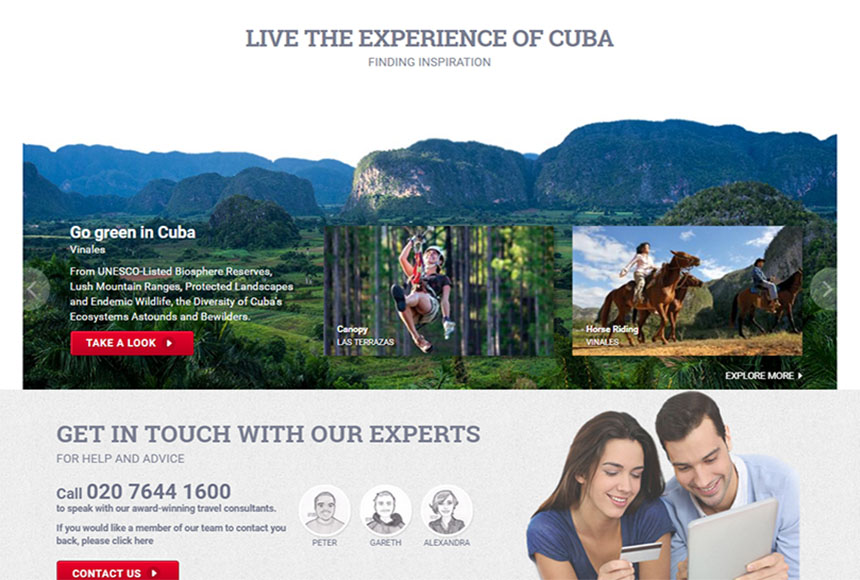 LIVE THE EXPERIENCE OF CUBA
FINDING INSPIRATION
Go green in Cuba
Vinales
From UNESCO-Listed Biosphere Reserves,
Lush Mountain Ranges, Protected Landscapes
and Endemic Wildlife, the Diversity of Cuba's
Ecosystems Astounds and Bewilders.
TAKE A LOOK
Canopy
LAS TERRAZAS
Horse Riding
VINALES
EXPLORE MORE
GET IN TOUCH WITH OUR EXPERTS
FOR HELP AND ADVICE
Call 020 7644 1600
to speak with our award-winning travel consultants.
If you would like a member of our team to contact you
back, please click here
PETER
GARETH
ALEXANDRA
CONTACT US